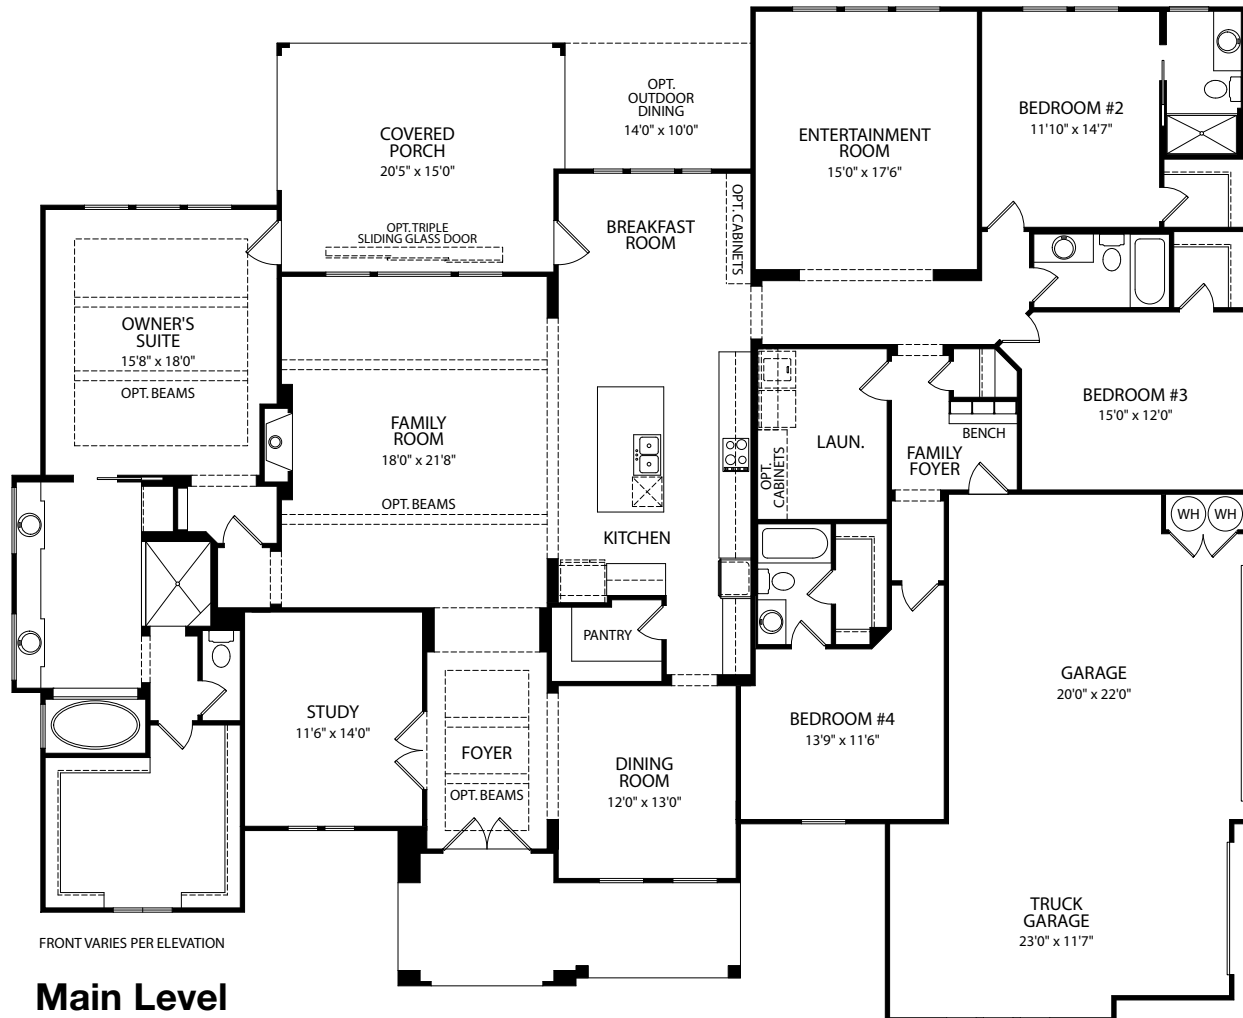 OPT.
OUTDOOR
DINING
14'0" x 10'0"
COVERED
PORCH
20'5" x 15'0"
ENTERTAINMENT
ROOM
15'0" x 17'6"
BEDROOM #2
11'10" x 14'7"
OPT. TRIPLE
SLIDING GLASS DOOR
BREAKFAST
ROOM
OPT. CABINETS
OWNER'S
SUITE
15'8" x 18'0"
OPT. BEAMS
FAMILY
ROOM
18'0" x 21'8"
OPT. BEAMS
KITCHEN
LAUN.
OPT.
CABINETS
FAMILY
FOYER
BENCH
BEDROOM #3
15'0" x 12'0"
WH
WH
PANTRY
STUDY
11'6" x 14'0"
FOYER
OPT. BEAMS
DINING
ROOM
12'0" x 13'0"
BEDROOM #4
13'9" x 11'6"
GARAGE
20'0" x 22'0"
TRUCK
GARAGE
23'0" x 11'7"
FRONT VARIES PER ELEVATION
Main Level